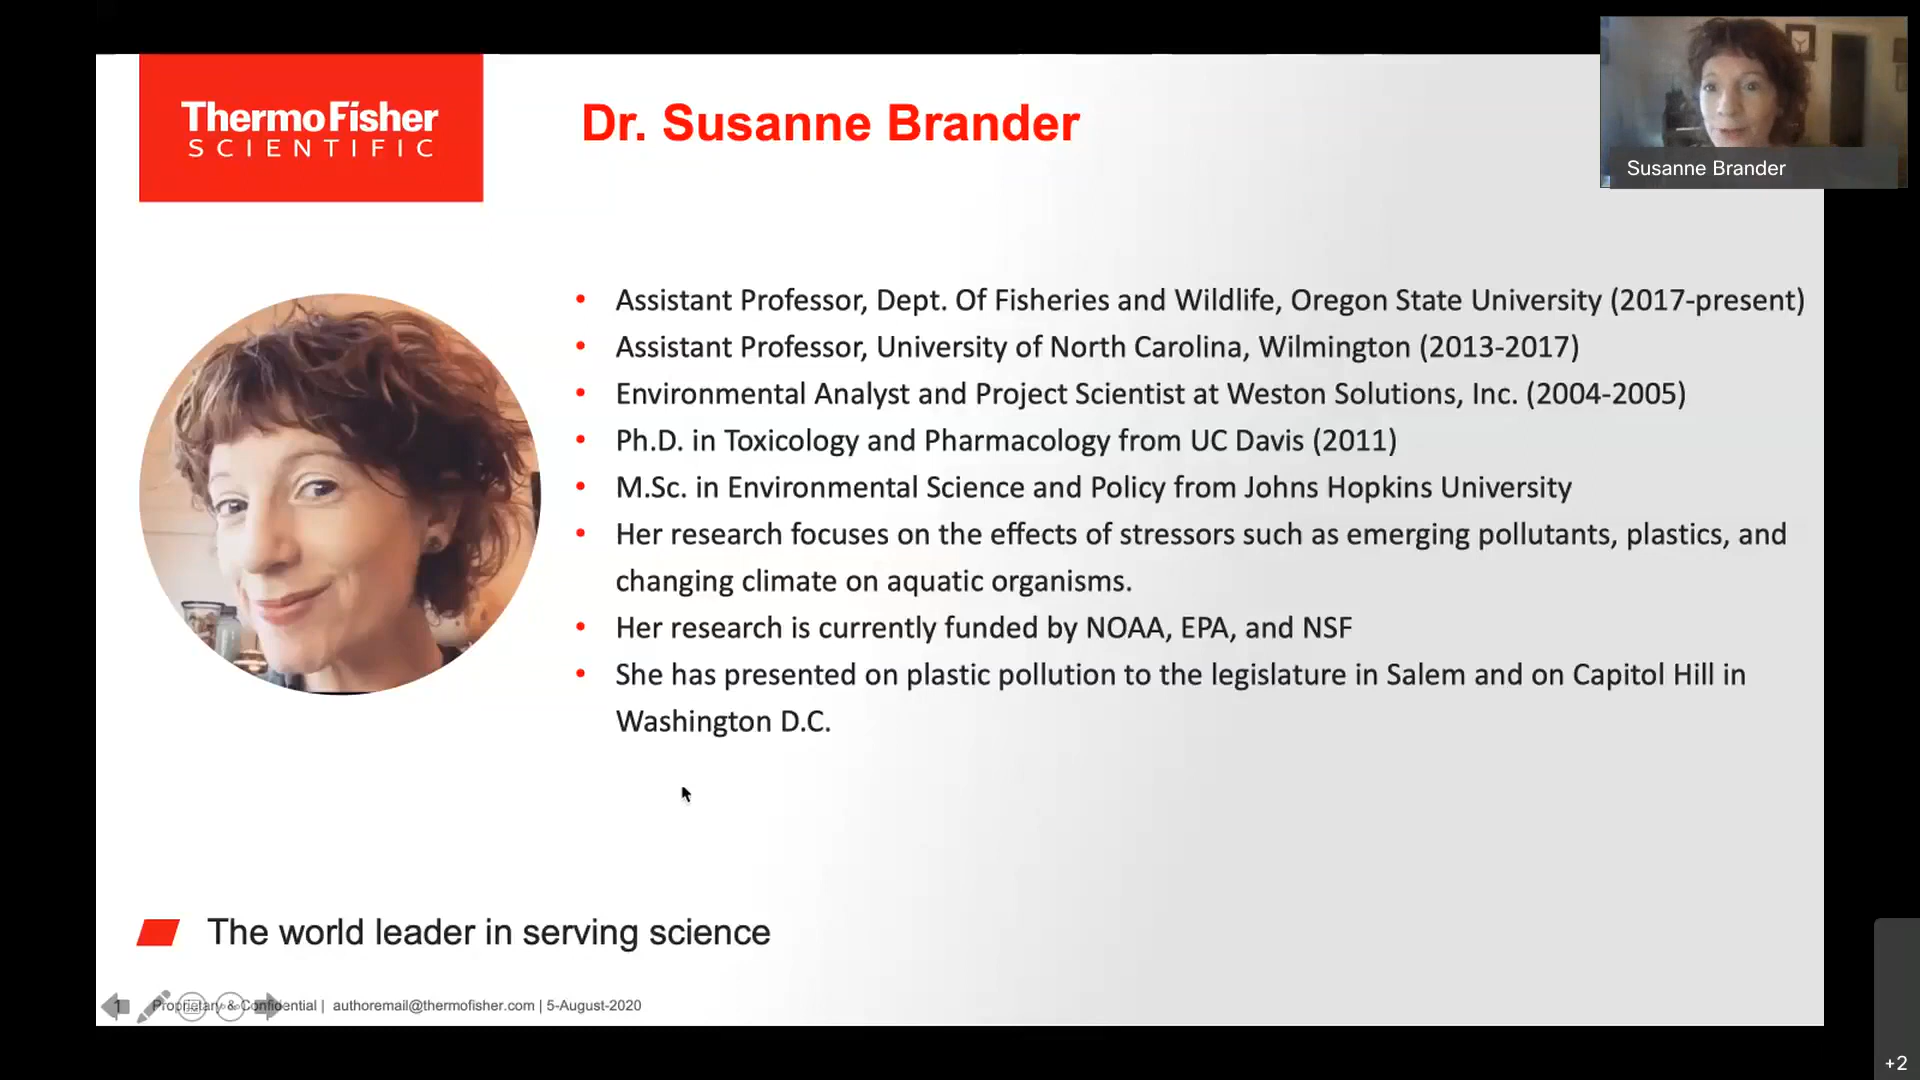 ThermoFisher
SCIENTIFIC
Dr. Susanne Brander
Susanne Brander
• Assistant Professor, Dept. Of Fisheries and Wildlife, Oregon State University (2017-present)
• Assistant Professor, University of North Carolina, Wilmington (2013-2017)
• Environmental Analyst and Project Scientist at Weston Solutions, Inc. (2004-2005)
• Ph.D. in Toxicology and Pharmacology from UC Davis (2011)
• M.Sc. in Environmental Science and Policy from Johns Hopkins University
• Her research focuses on the effects of stressors such as emerging pollutants, plastics, and
changing climate on aquatic organisms.
• Her research is currently funded by NOAA, EPA, and NSF
• She has presented on plastic pollution to the legislature in Salem and on Capitol Hill in
Washington D.C.
The world leader in serving science
1 Proprietary & Confidential | authoremail@thermofisher.com | 5-August-2020
+2